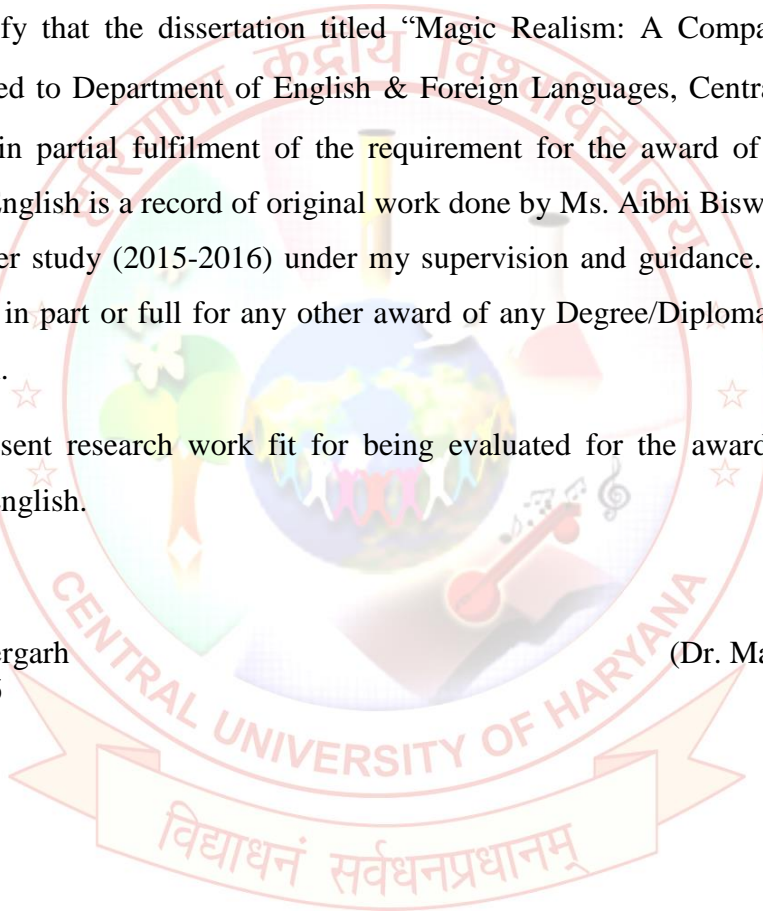 fy that the dissertation titled “Magic Realism: A Compa
ed to Department of English & Foreign Languages, Centra
in partial fulfilment of the requirement for the award of
English is a record of original work done by Ms. Aibhi Bisw
er study (2015-2016) under my supervision and guidance.
in part or full for any other award of any Degree/Diploma
.
sent research work fit for being evaluated for the award
English.
ergarh (Dr. Ma
हरियाणा केंद्रीय विश्वविद्यालय
CENTRAL UNIVERSITY OF HARYANA
विद्याधनं सर्वधनप्रधानम्